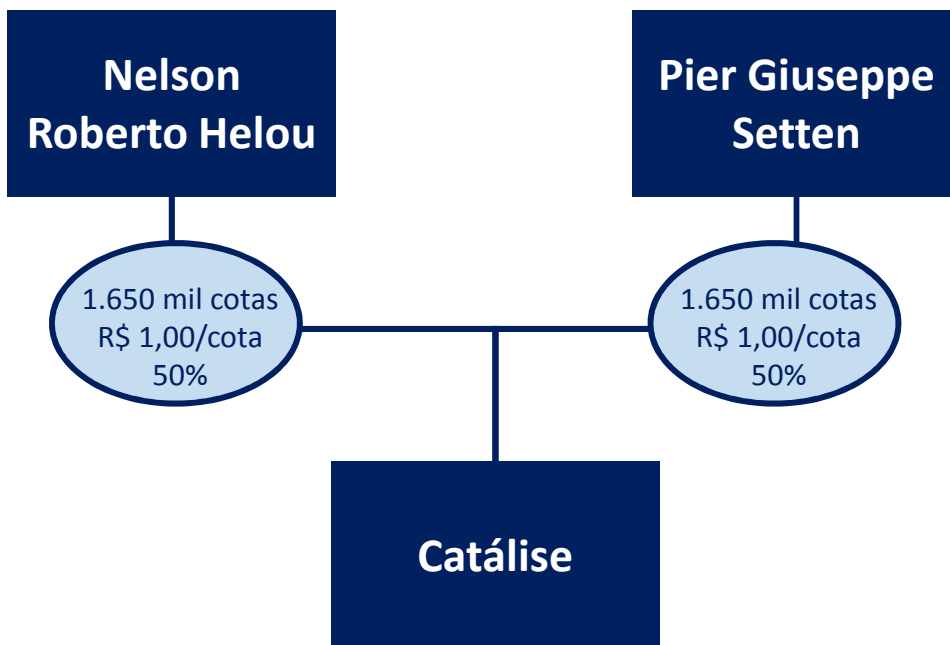 Nelson
Roberto Helou
Pier Giuseppe
Setten
1.650 mil cotas
R$ 1,00/cota
50%
1.650 mil cotas
R$ 1,00/cota
50%
Catálise